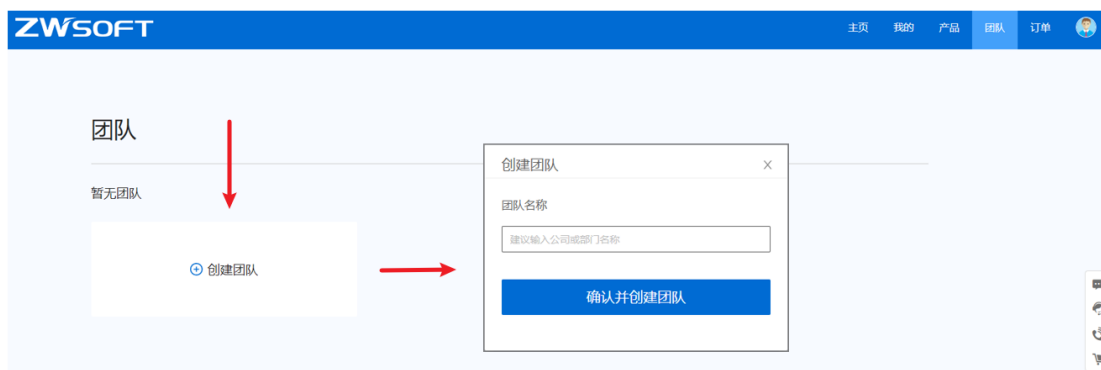 ZWSOFT
主页 我的 产品 团队 订单
团队
暂无团队
创建团队
创建团队
X
团队名称
建议输入公司或部门名称
确认并创建团队